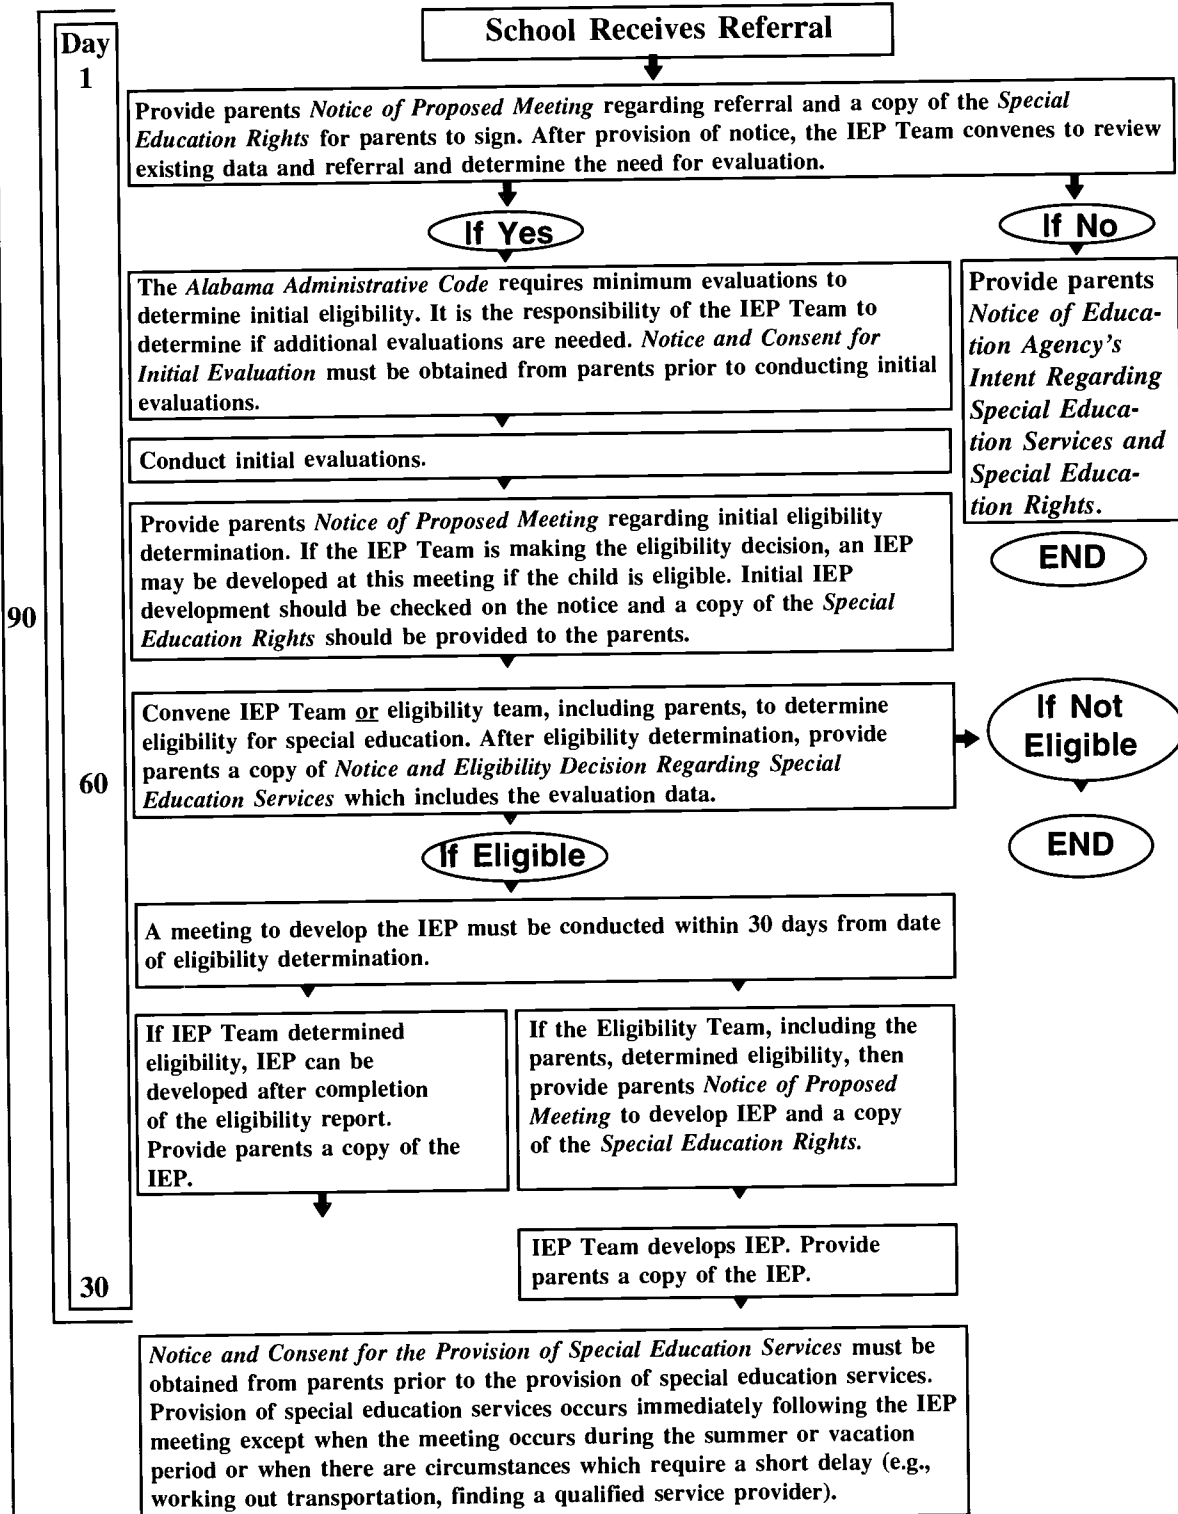 School Receives Referral
Day
1
Provide parents Notice of Proposed Meeting regarding referral and a copy of the Special
Education Rights for parents to sign. After provision of notice, the IEP Team convenes to review
existing data and referral and determine the need for evaluation.
If Yes
If No
The Alabama Administrative Code requires minimum evaluations to
determine initial eligibility. It is the responsibility of the IEP Team to
determine if additional evaluations are needed. Notice and Consent for
Initial Evaluation must be obtained from parents prior to conducting initial
evaluations.
Provide parents
Notice of Educa-
tion Agency's
Intent Regarding
Special Educa-
tion Services and
Special Educa-
tion Rights.
END
Conduct initial evaluations.
Provide parents Notice of Proposed Meeting regarding initial eligibility
determination. If the IEP Team is making the eligibility decision, an IEP
may be developed at this meeting if the child is eligible. Initial IEP
development should be checked on the notice and a copy of the Special
Education Rights should be provided to the parents.
90
Convene IEP Team or eligibility team, including parents, to determine
eligibility for special education. After eligibility determination, provide
parents a copy of Notice and Eligibility Decision Regarding Special
Education Services which includes the evaluation data.
60
If Not
Eligible
END
If Eligible
A meeting to develop the IEP must be conducted within 30 days from date
of eligibility determination.
If IEP Team determined
eligibility, IEP can be
developed after completion
of the eligibility report.
Provide parents a copy of the
IEP.
If the Eligibility Team, including the
parents, determined eligibility, then
provide parents Notice of Proposed
Meeting to develop IEP and a copy
of the Special Education Rights.
IEP Team develops IEP. Provide
parents a copy of the IEP.
30
Notice and Consent for the Provision of Special Education Services must be
obtained from parents prior to the provision of special education services.
Provision of special education services occurs immediately following the IEP
meeting except when the meeting occurs during the summer or vacation
period or when there are circumstances which require a short delay (e.g.,
working out transportation, finding a qualified service provider).